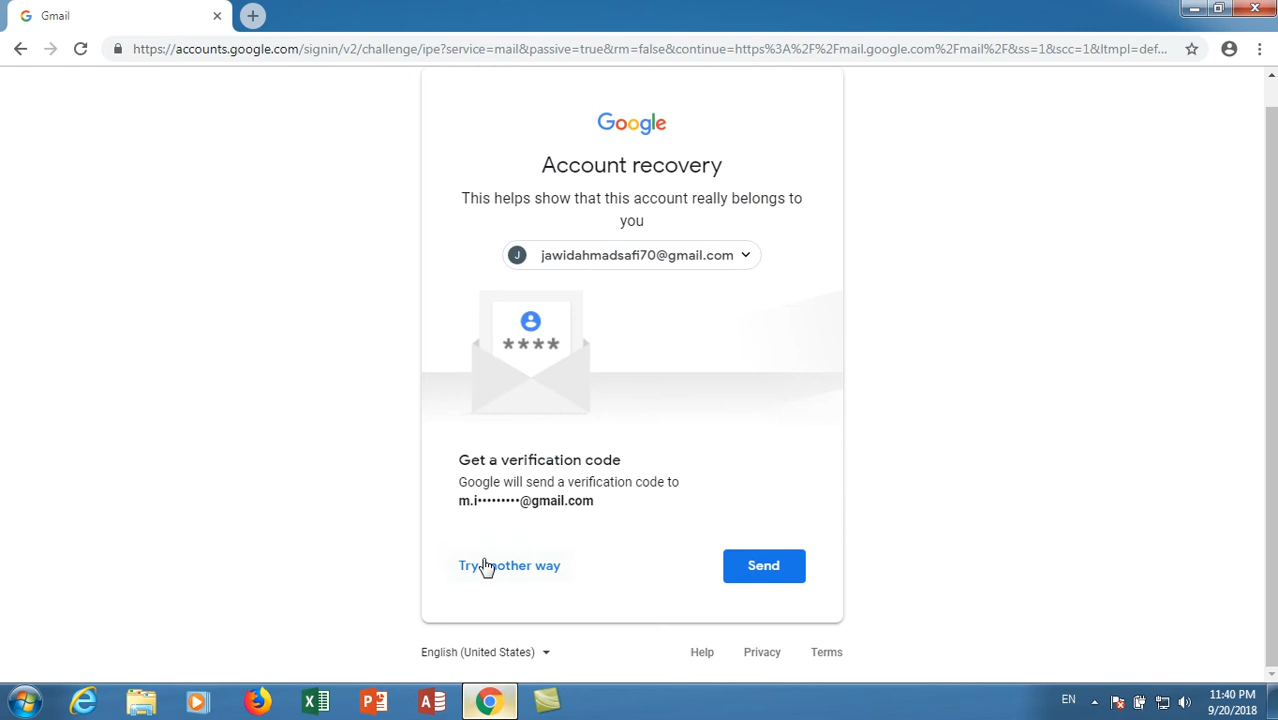 Gmail
https://accounts.google.com/signin/v2/challenge/ipe?service=mail&passive=true&rm=false&continue=https%3A%2F%2Fmail.google.com%2Fmail%2F&ss=1&scc=1&ltmpl=def...
Google
Account recovery
This helps show that this account really belongs to
you
J jawidahmadsafi70@gmail.com
****
Get a verification code
Google will send a verification code to
m.i•••••••••@gmail.com
Try another way
Send
English (United States)
Help Privacy Terms
EN
11:40 PM
9/20/2018